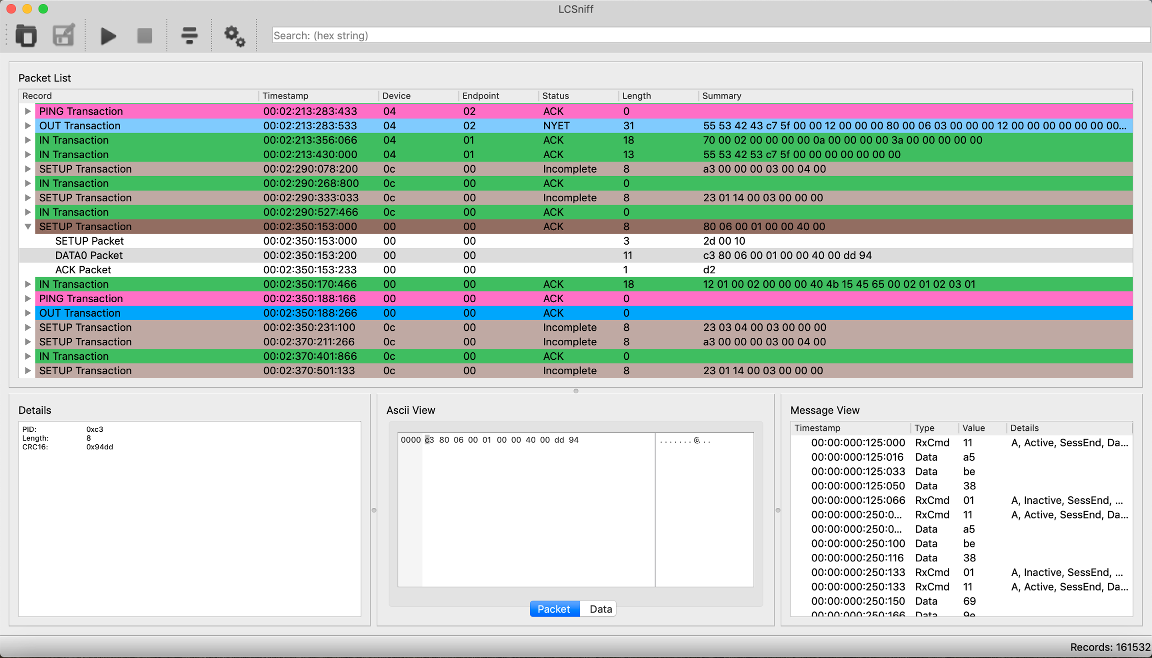 LCSniff
Search: (hex string)
Packet List
Record Timestamp Device Endpoint Status Length Summary
PING Transaction 00:02:213:283:433 04 02 ACK 0
OUT Transaction 00:02:213:283:533 04 02 NYET 31 55 53 42 43 c7 5f 00 00 12 00 00 00 80 00 06 03 00 00 00 12 00 00 00 00 00 00 00...
IN Transaction 00:02:213:356:066 04 01 ACK 18 70 00 02 00 00 00 00 0a 00 00 00 00 3a 00 00 00 00 00
IN Transaction 00:02:213:430:000 04 01 ACK 13 55 53 42 53 c7 5f 00 00 00 00 00 00 00
SETUP Transaction 00:02:290:078:200 0c 00 Incomplete 8 a3 00 00 00 03 00 04 00
IN Transaction 00:02:290:268:800 0c 00 ACK 0
SETUP Transaction 00:02:290:333:033 0c 00 Incomplete 8 23 01 14 00 03 00 00 00
IN Transaction 00:02:290:527:466 0c 00 ACK 0
SETUP Transaction 00:02:350:153:000 00 00 ACK 8 80 06 00 01 00 00 40 00
SETUP Packet 00:02:350:153:000 00 00 3 2d 00 10
DATA0 Packet 00:02:350:153:200 00 00 11 c3 80 06 00 01 00 00 40 00 dd 94
ACK Packet 00:02:350:153:233 00 00 1 d2
IN Transaction 00:02:350:170:466 00 00 ACK 18 12 01 00 02 00 00 00 40 4b 15 45 65 00 02 01 02 03 01
PING Transaction 00:02:350:188:166 00 00 ACK 0
OUT Transaction 00:02:350:188:266 00 00 ACK 0
SETUP Transaction 00:02:350:231:100 0c 00 Incomplete 8 23 03 04 00 03 00 00 00
SETUP Transaction 00:02:370:211:266 0c 00 Incomplete 8 a3 00 00 00 03 00 04 00
IN Transaction 00:02:370:401:866 0c 00 ACK 0
SETUP Transaction 00:02:370:501:133 0c 00 Incomplete 8 23 01 14 00 03 00 00 00
Details
PID: 0xc3
Length: 8
CRC16: 0x94dd
Ascii View
0000 c3 80 06 00 01 00 00 40 00 dd 94 .......@...
Packet Data
Message View
Timestamp Type Value Details
00:00:000:125:000 RxCmd 11 A, Active, SessEnd, Da...
00:00:000:125:016 Data a5
00:00:000:125:033 Data be
00:00:000:125:050 Data 38
00:00:000:125:066 RxCmd 01 A, Inactive, SessEnd, ...
00:00:000:250:0... RxCmd 11 A, Active, SessEnd, Da...
00:00:000:250:0... Data a5
00:00:000:250:100 Data be
00:00:000:250:116 Data 38
00:00:000:250:133 RxCmd 01 A, Inactive, SessEnd, ...
00:00:000:250:133 RxCmd 11 A, Active, SessEnd, Da...
00:00:000:250:150 Data 69
00:00:000:250:166 Data 9e
Records: 161532